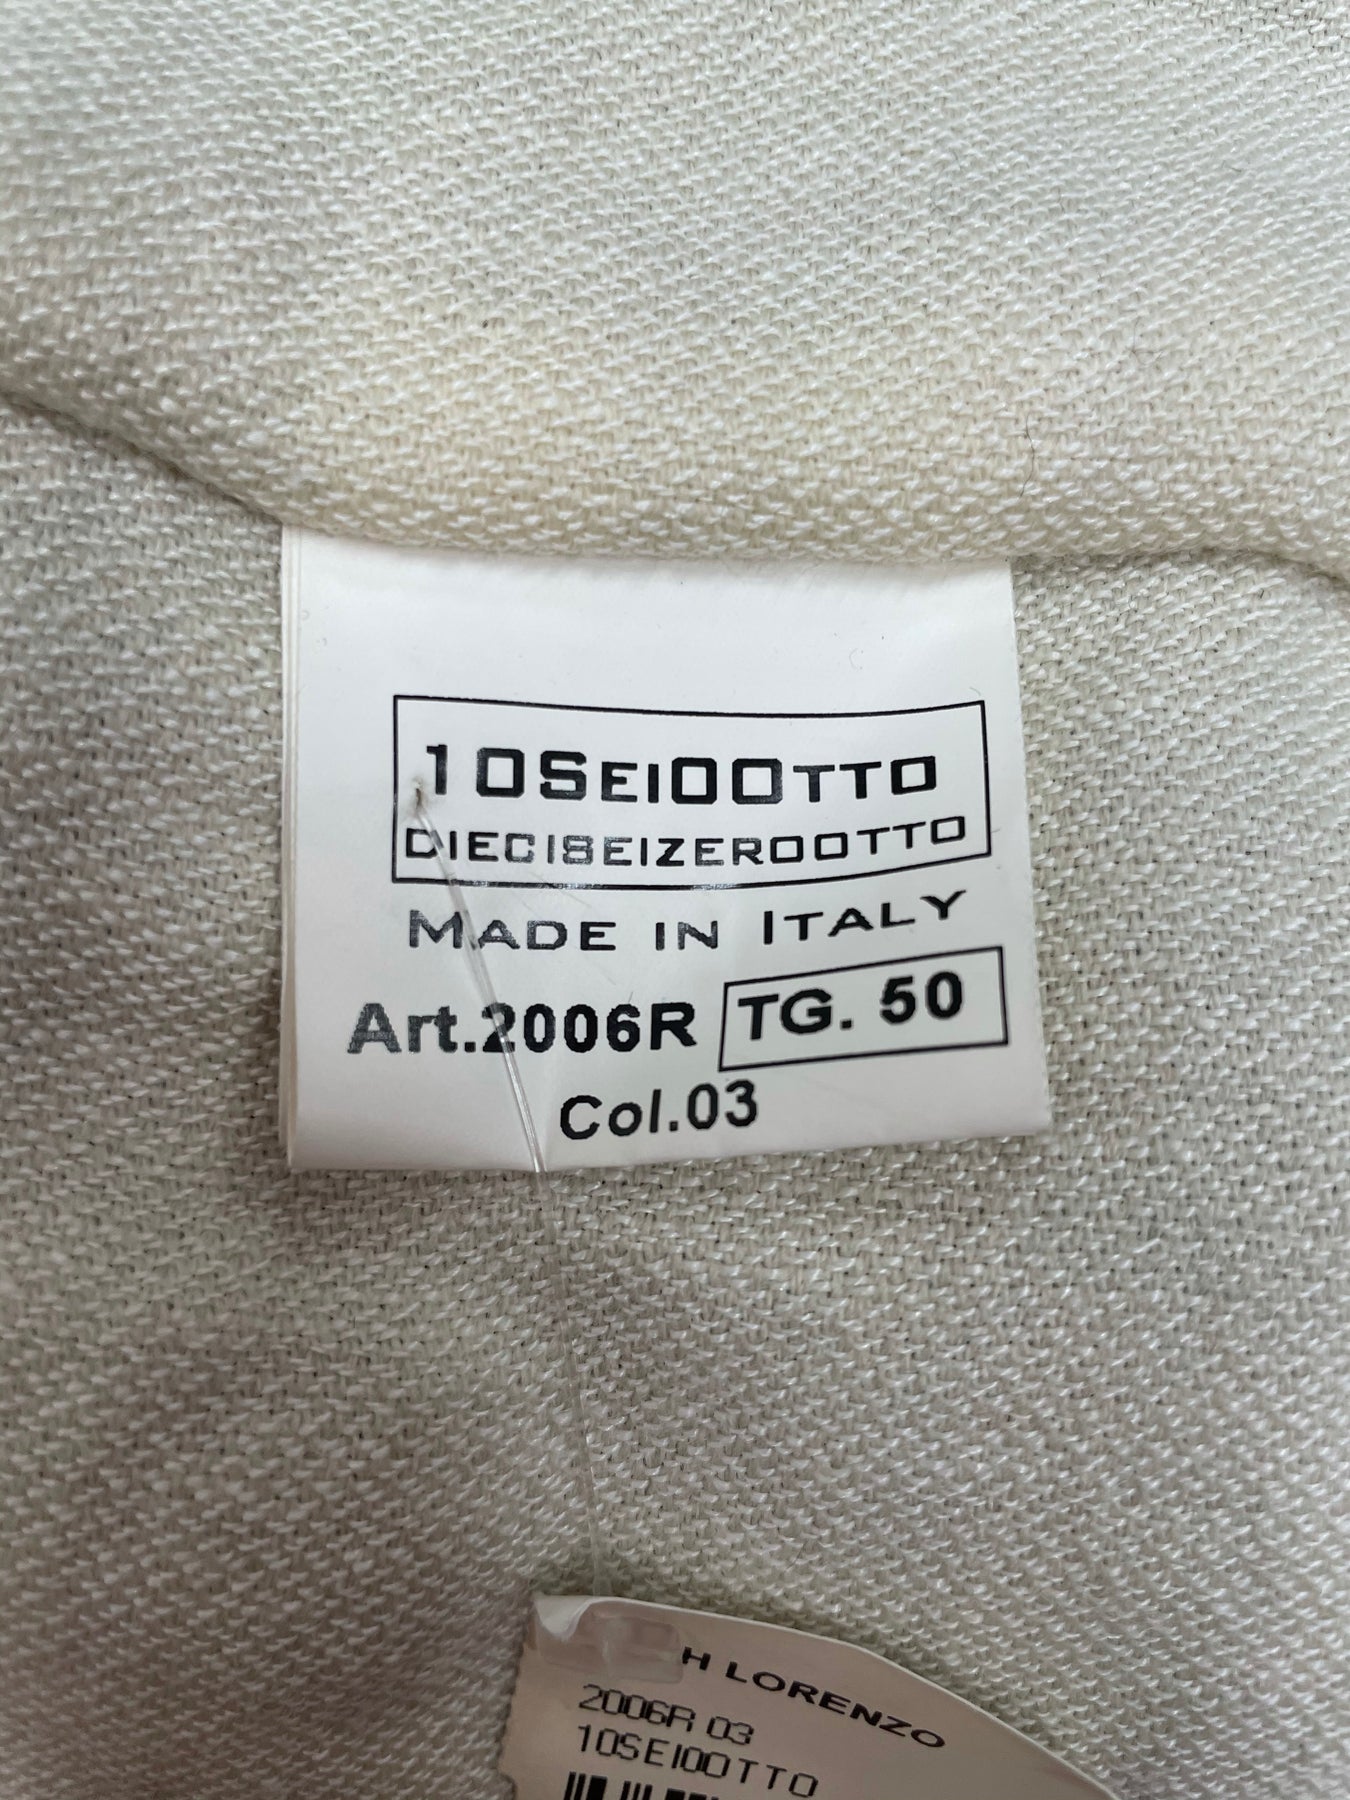 10SEI0OTTO
DIECISEIZEROOTTO
MADE IN ITALY
Art.2006R TG. 50
Col.03
H LORENZO
2006R 03
10SEI0OTTO